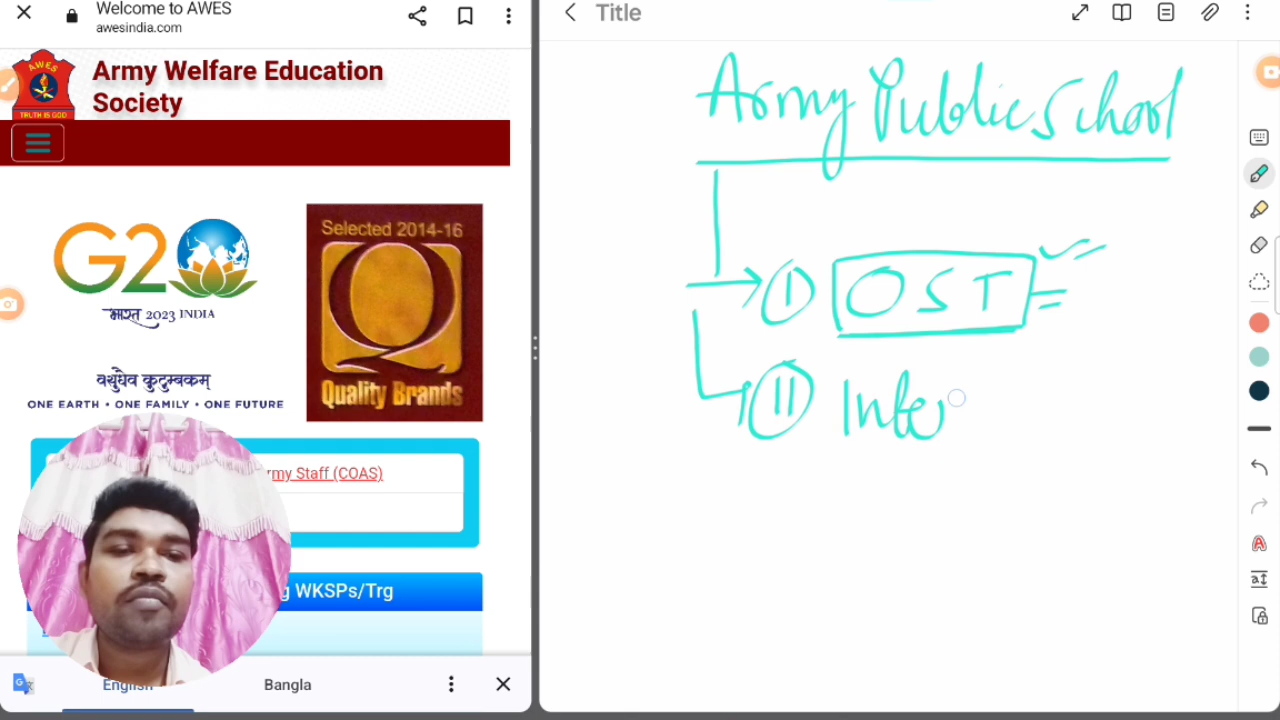 Welcome to AWES
awesindia.com
Title
AWES
TRUTH IS GOD
Army Welfare Education
Society
G20
भारत 2023 INDIA
वसुधैव कुटुम्बकम्
ONE EARTH • ONE FAMILY • ONE FUTURE
Selected 2014-16
Q
Quality Brands
rmy Staff (COAS)
g WKSPs/Trg
English
Bangla
Army Public School
I OST
II Inter